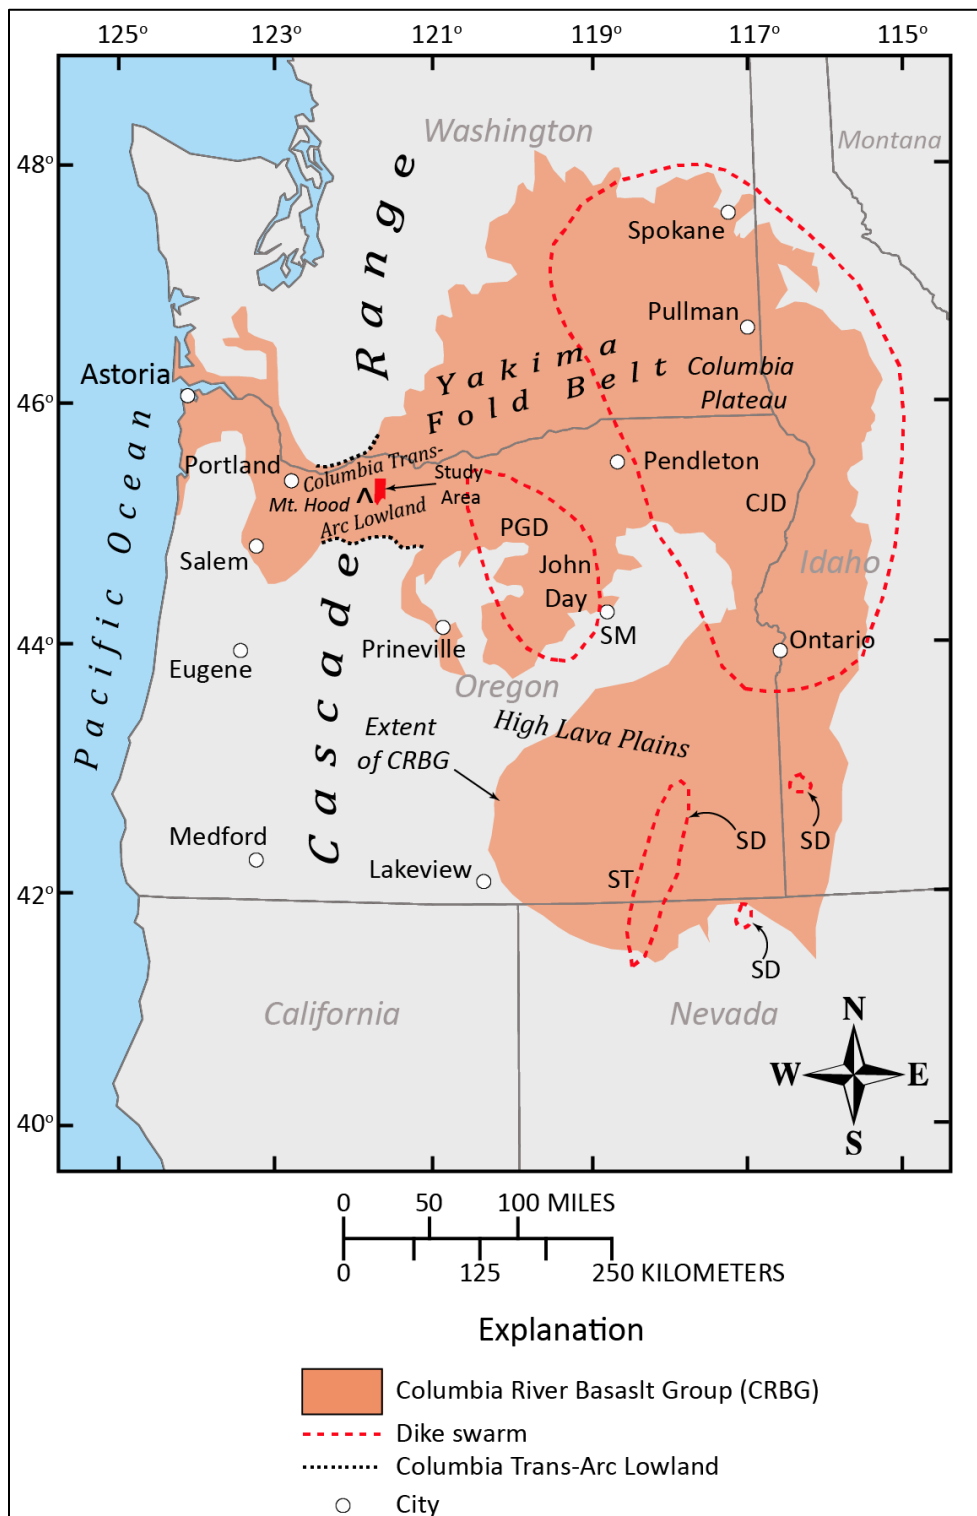 125° 123° 121° 119° 117° 115°
Washington
Montana
48°
Range
Spokane
Pullman
Yakima
Fold Belt
Columbia
Plateau
Astoria
46°
Portland
Columbia Trans-
Arc Lowland
Mt. Hood
^
Study
Area
Pendleton
CJD
PGD
Salem
John
Day
Idaho
SM
Prineville
Ontario
44°
Eugene
Pacific Ocean
Cascade
Oregon
High Lava Plains
Extent
of CRBG
Medford
SD
SD
Lakeview
ST
42°
SD
California
Nevada
N
W E
S
40°
0 50 100 MILES
0 125 250 KILOMETERS
Explanation
Columbia River Basaslt Group (CRBG)
Dike swarm
Columbia Trans-Arc Lowland
City